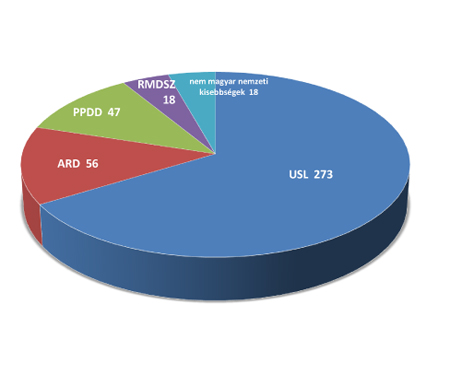 RMDSZ
18
nem magyar nemzeti
kisebbségek 18
PPDD 47
ARD 56
USL 273